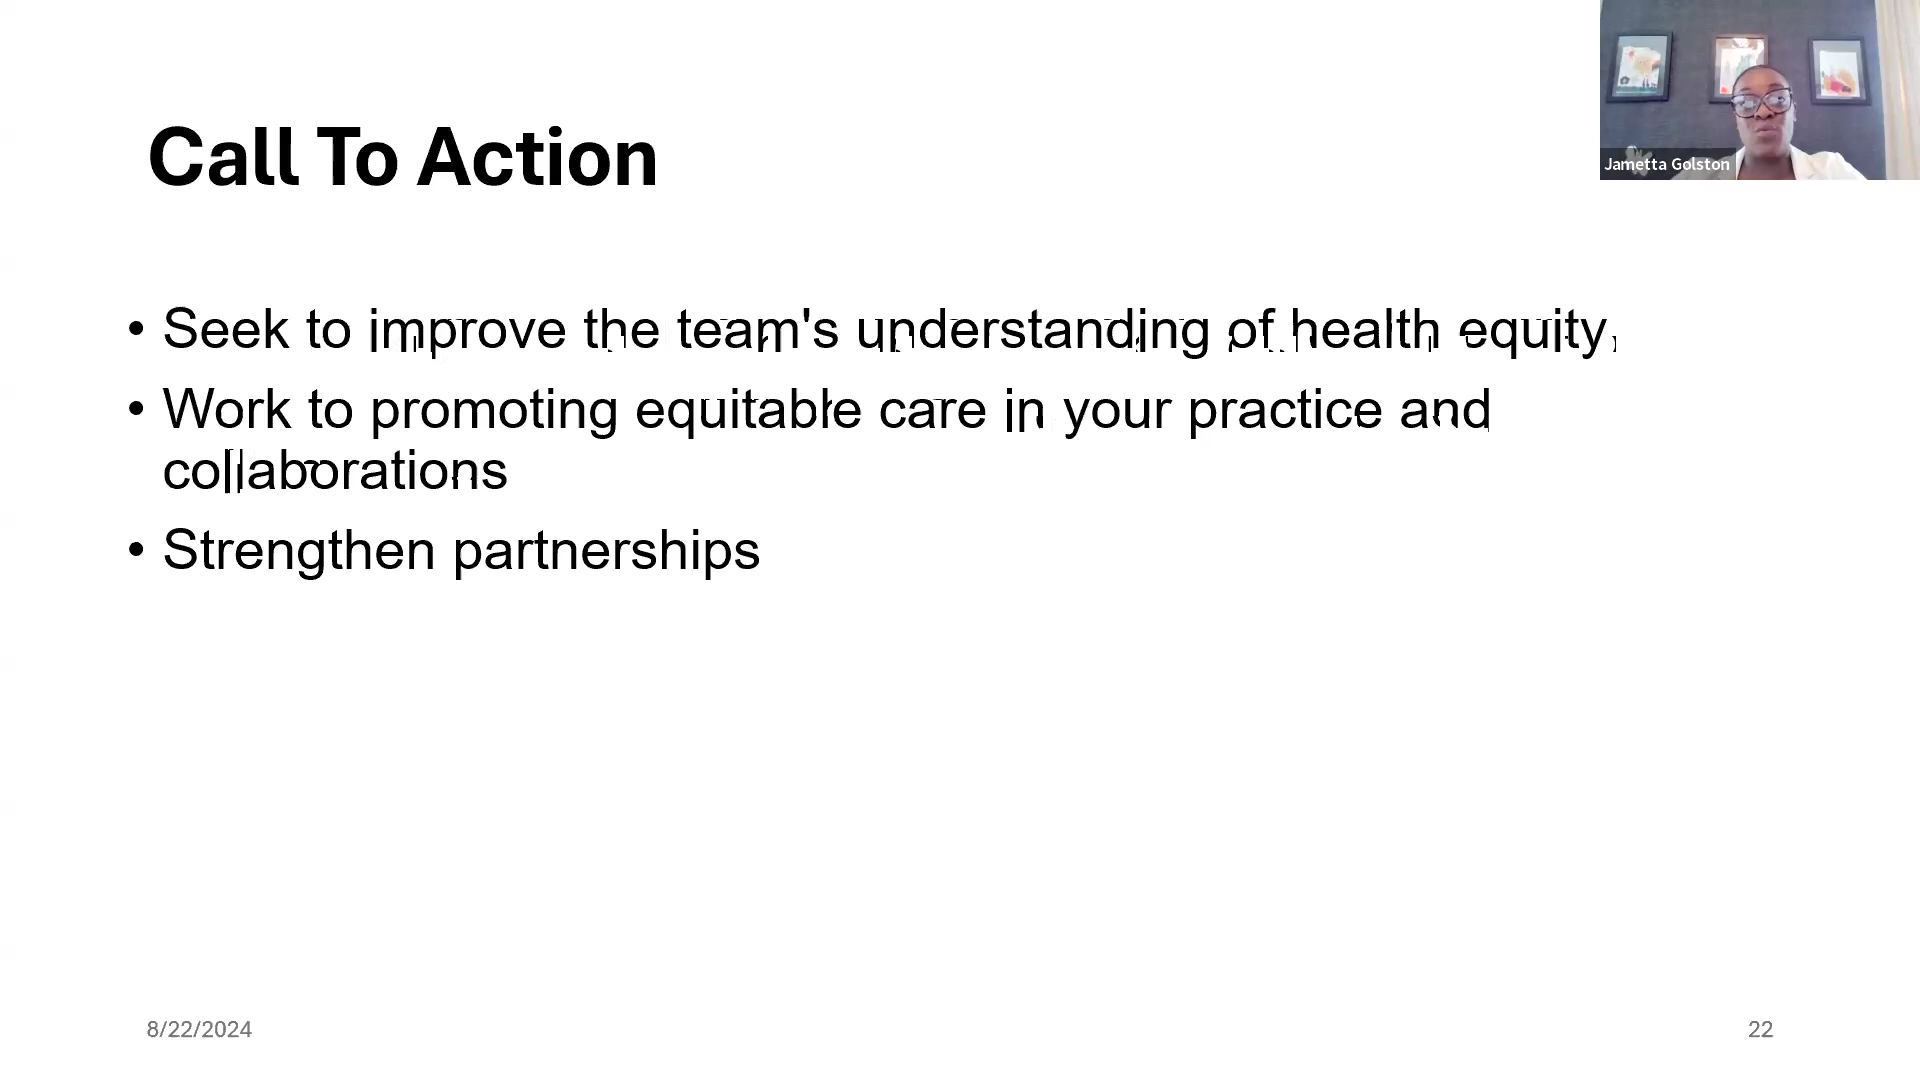 Call To Action
Jametta Golston
• Seek to improve the team's understanding of health equity,
• Work to promoting equitable care in your practice and
collaborations
• Strengthen partnerships
8/22/2024
22